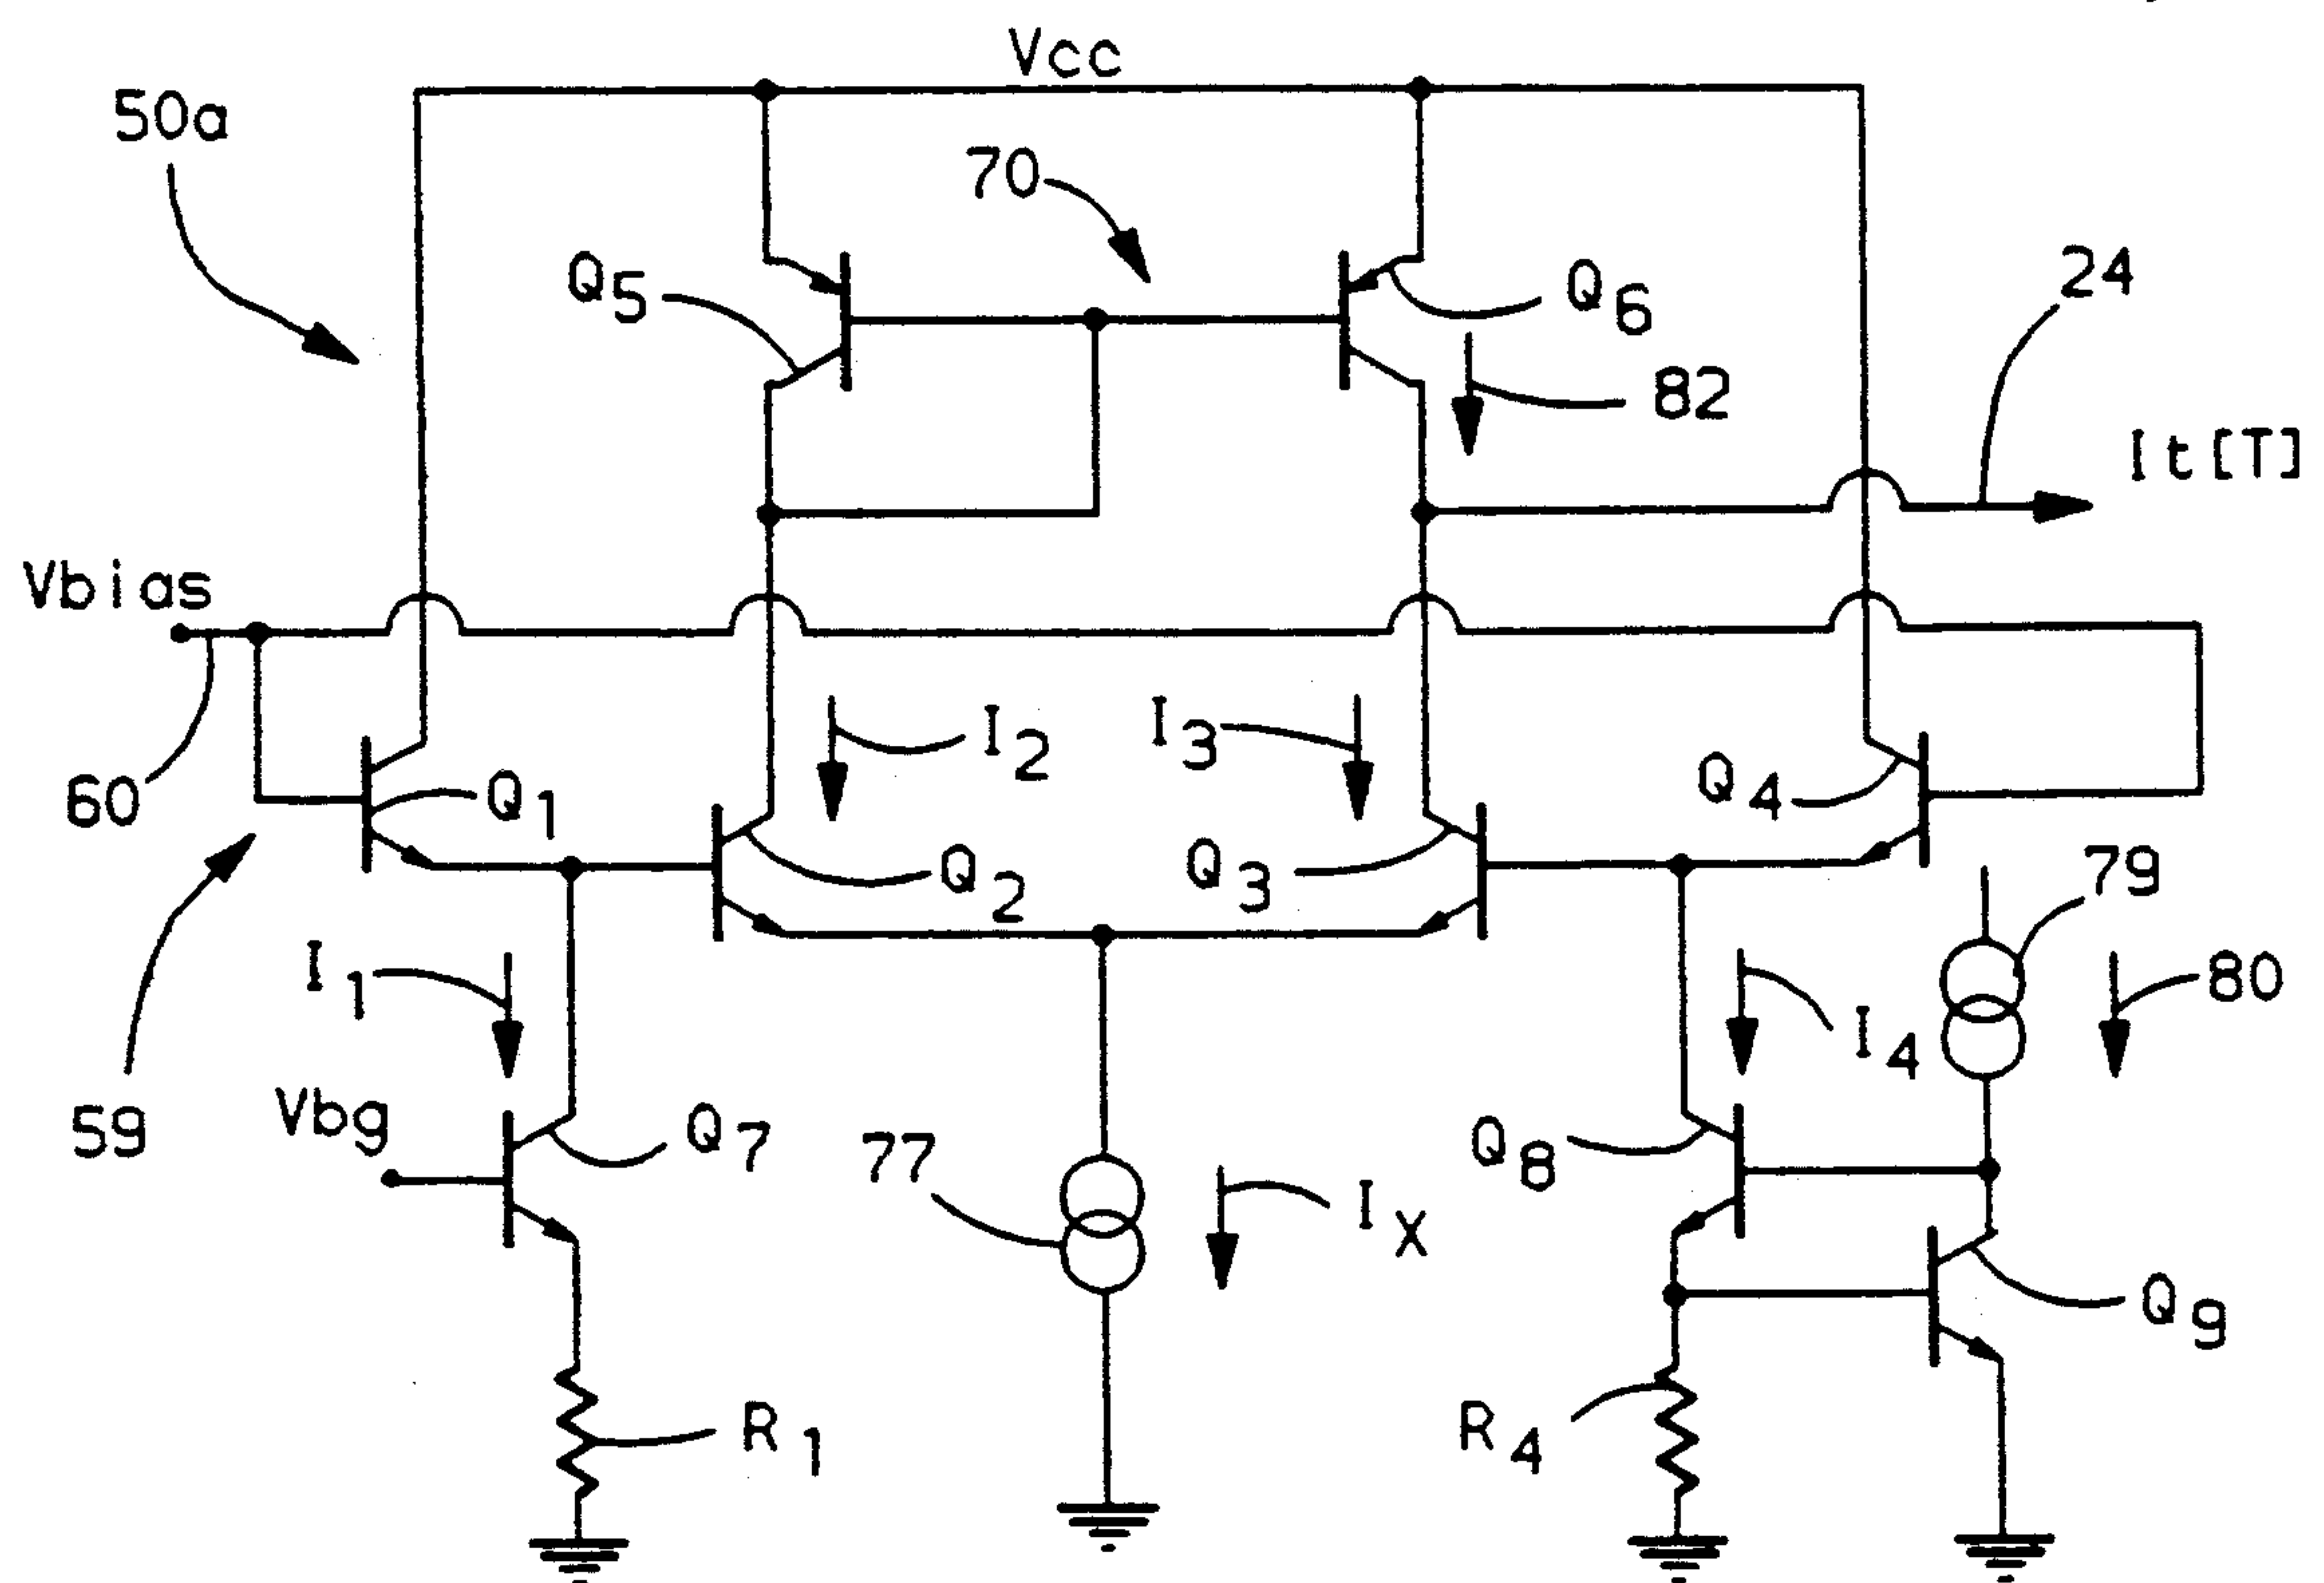 Vcc
50a
70
Q5
Q6
24
82
It[T]
Vbias
60
I2
I3
Q1
Q4
Q2
Q3
79
I1
80
I4
59
Vbg
Q7
77
Q8
IX
Q9
R1
R4